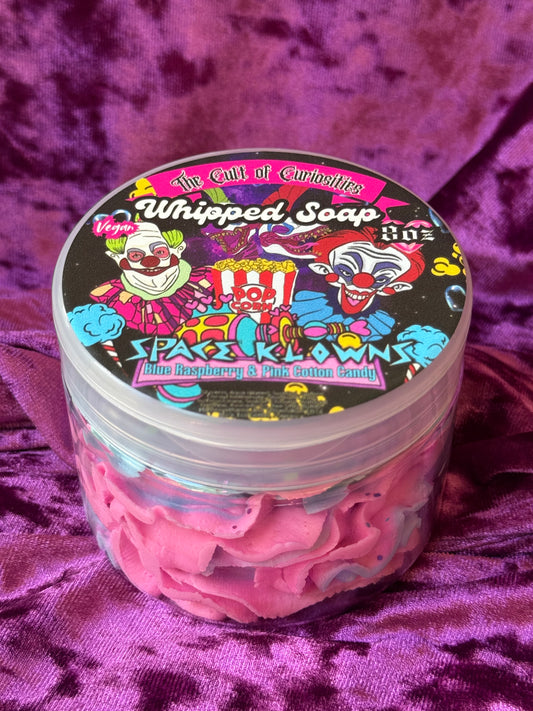 The Cult of Curiosities
Whipped Soap
Vegan
8oz
POP
CORN
SPACE KLOWNS
Blue Raspberry & Pink Cotton Candy